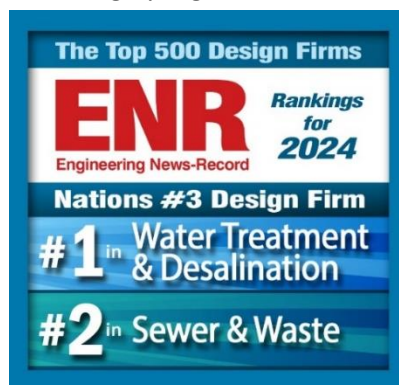 The Top 500 Design Firms
ENR
Engineering News-Record
Rankings
for
2024
Nations #3 Design Firm
#1 in Water Treatment
& Desalination
#2 in Sewer & Waste